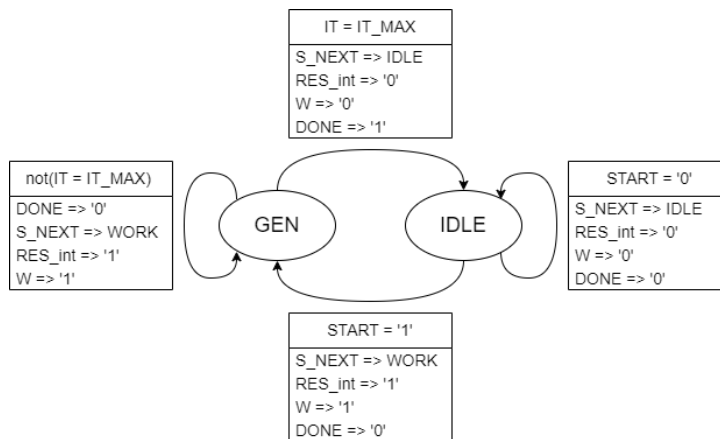 IT = IT_MAX
S_NEXT => IDLE
RES_int => '0'
W => '0'
DONE => '1'
not(IT = IT_MAX)
DONE => '0'
S_NEXT => WORK
RES_int => '1'
W => '1'
GEN
IDLE
START = '0'
S_NEXT => IDLE
RES_int => '0'
W => '0'
DONE => '0'
START = '1'
S_NEXT => WORK
RES_int => '1'
W => '1'
DONE => '0'